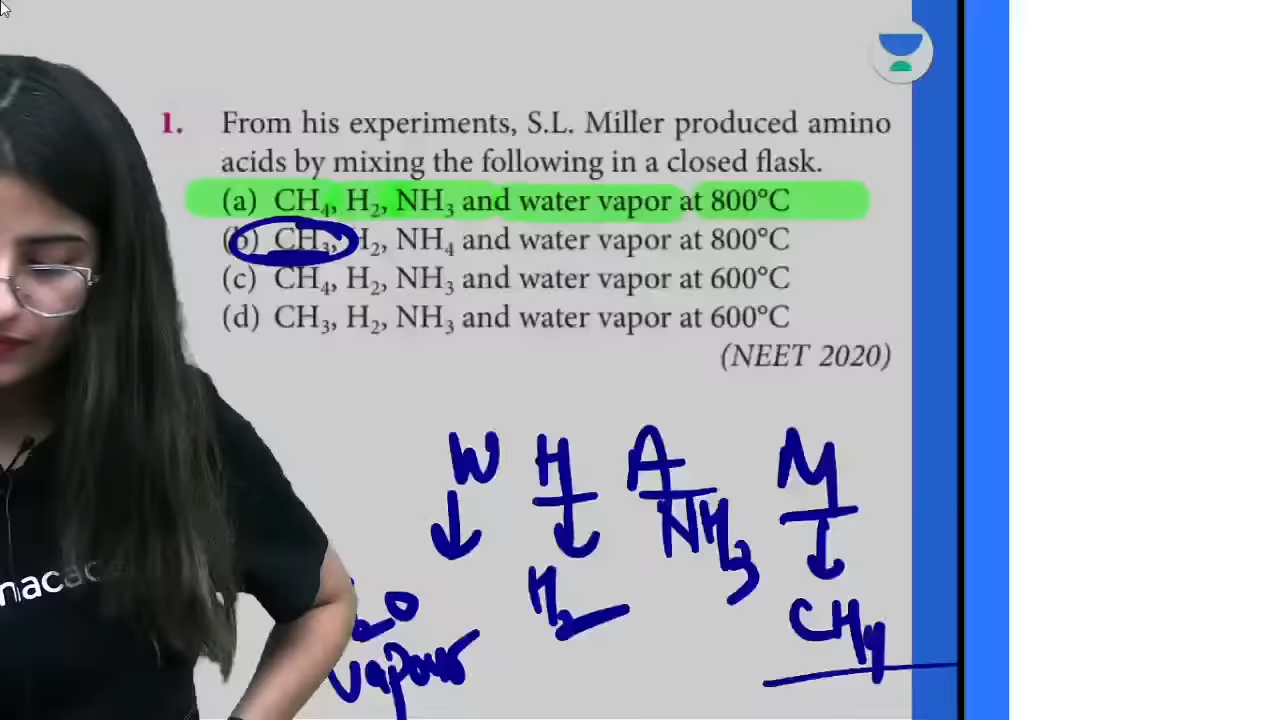 1. From his experiments, S.L. Miller produced amino
acids by mixing the following in a closed flask.
(a) CH₄, H₂, NH₃ and water vapor at 800°C
(b) CH₃, H₂, NH₄ and water vapor at 800°C
(c) CH₄, H₂, NH₃ and water vapor at 600°C
(d) CH₃, H₂, NH₃ and water vapor at 600°C
(NEET 2020)
W H A M
NH₃
H₂
₂O
CH₄
vapour